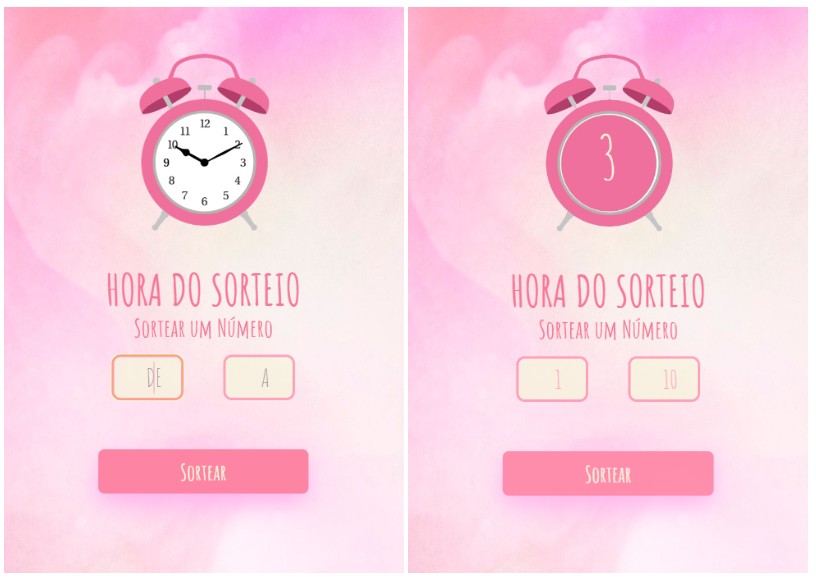 12
11 1
10 2
9 3
8 4
7 5
6
HORA DO SORTEIO
SORTEAR UM NÚMERO
DE A
SORTEAR
3
HORA DO SORTEIO
SORTEAR UM NÚMERO
1 10
SORTEAR